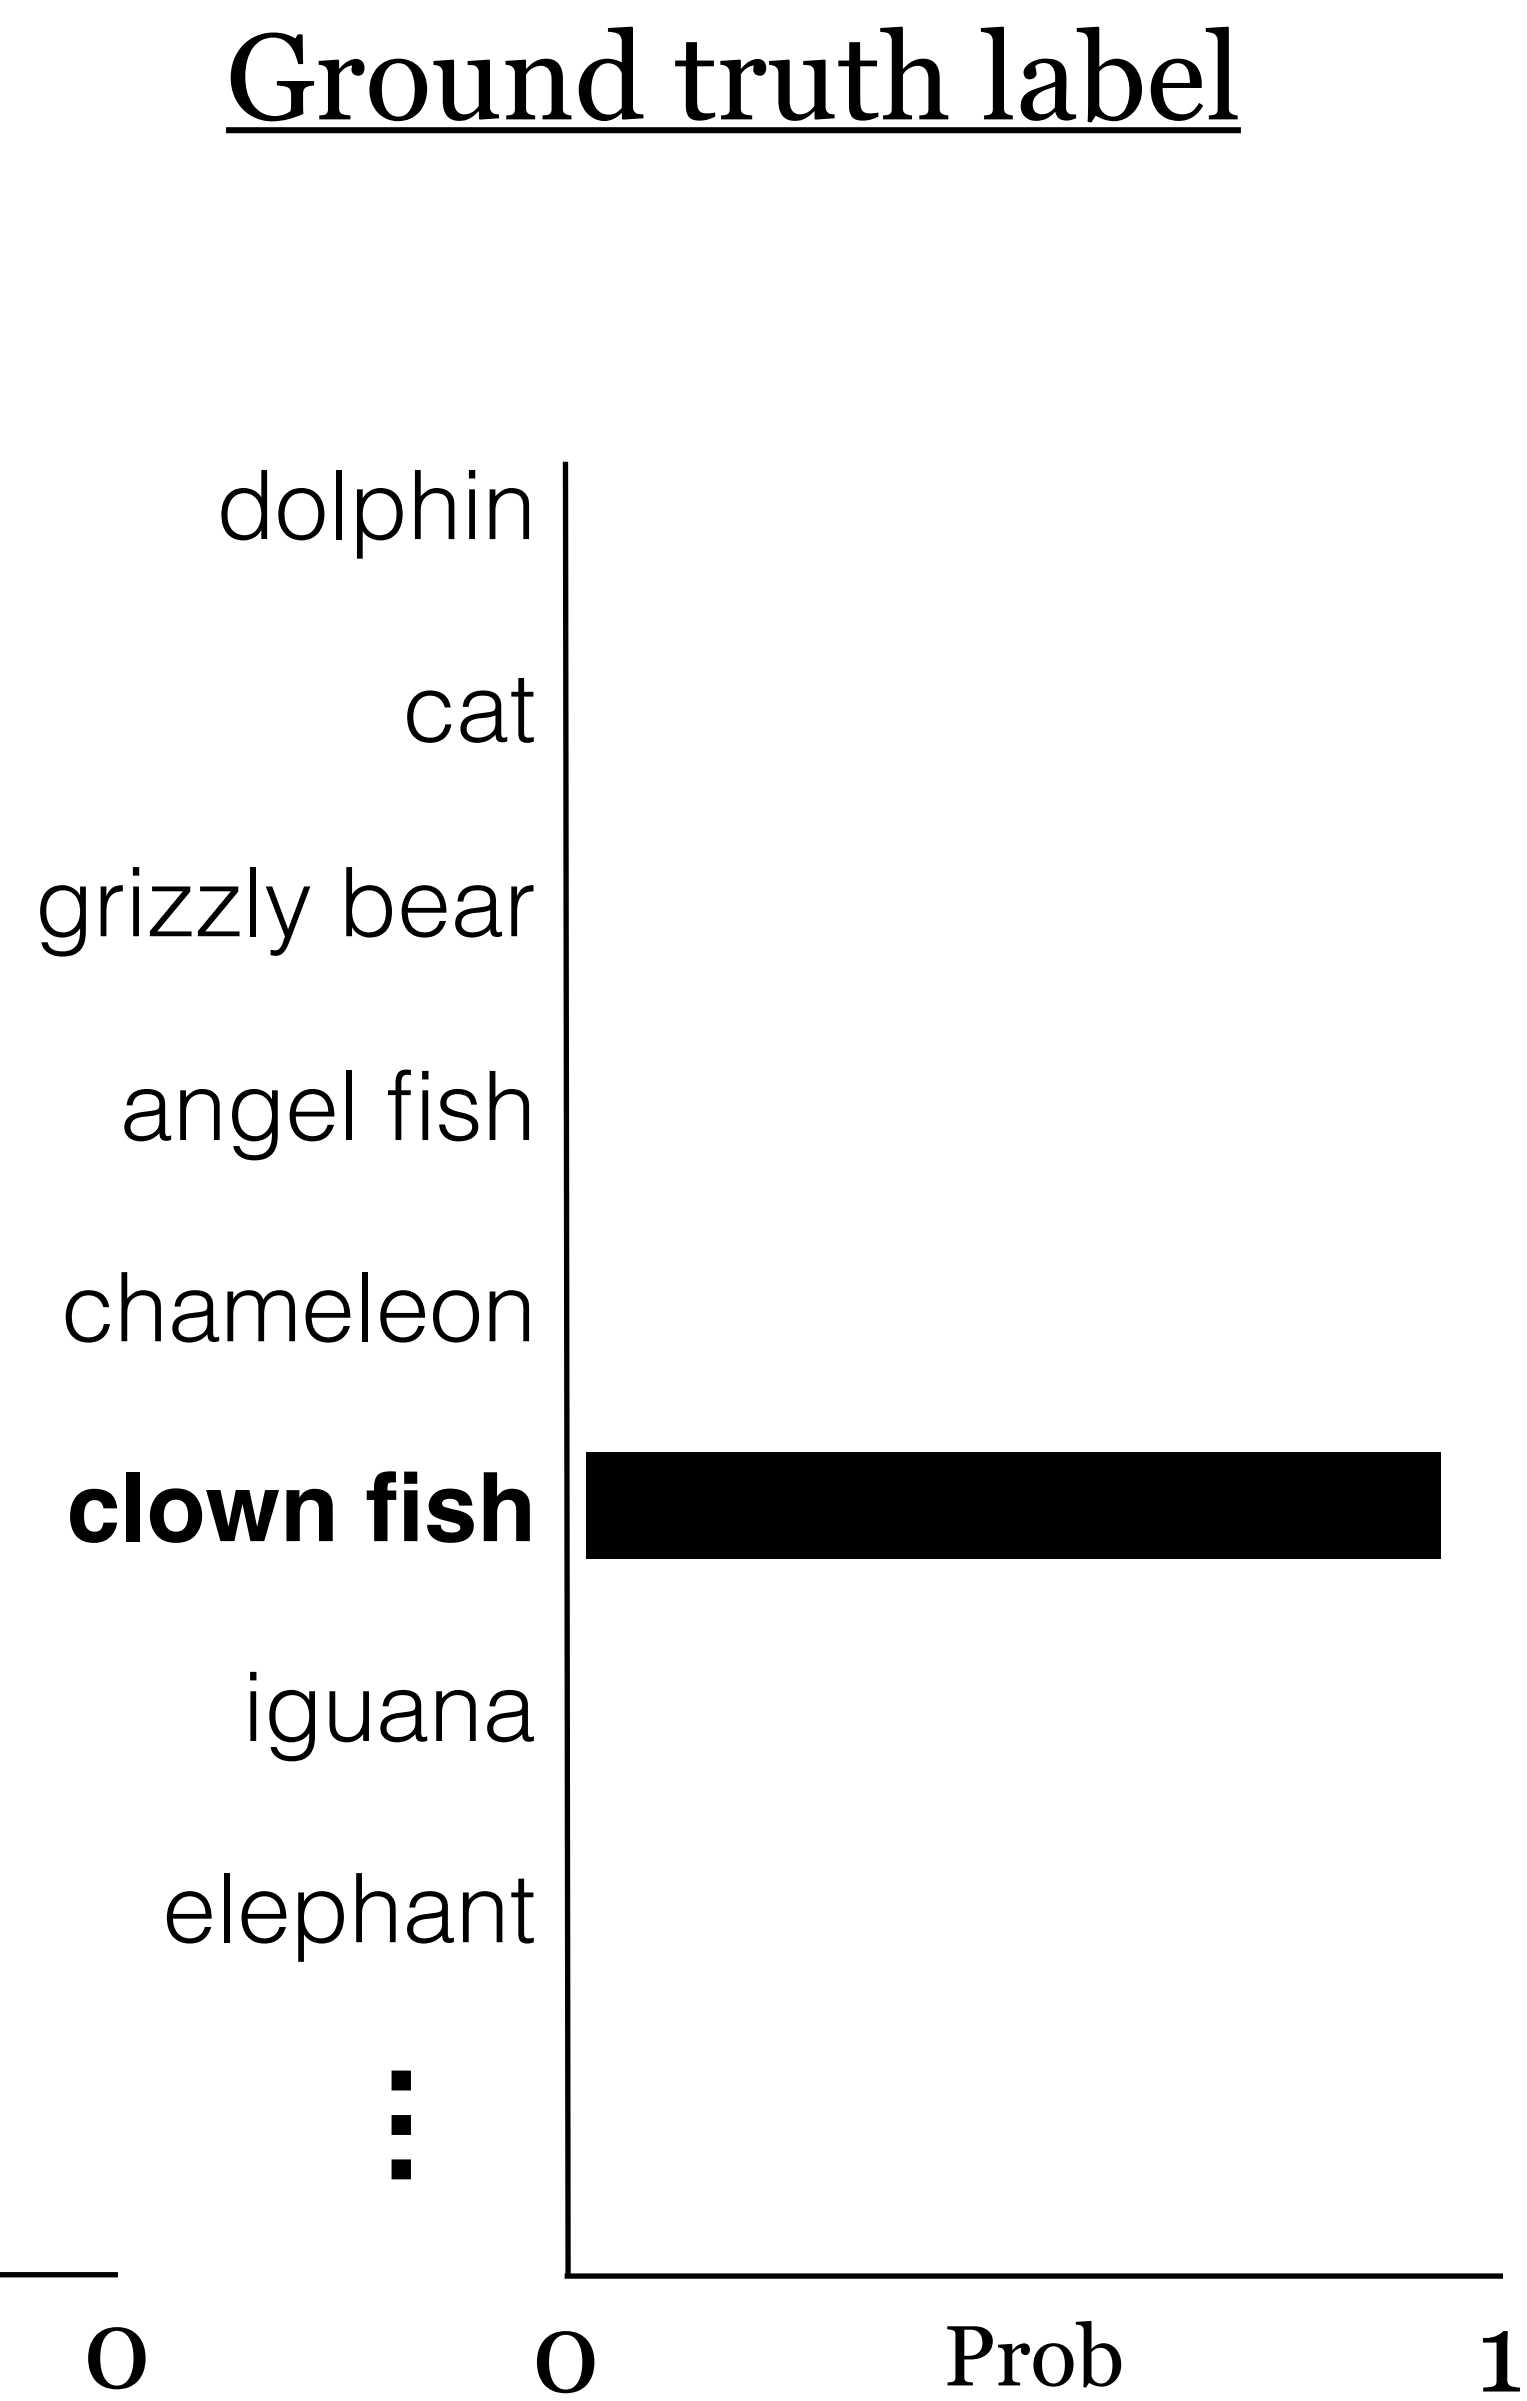 Ground truth label
dolphin
cat
grizzly bear
angel fish
chameleon
clown fish
iguana
elephant
⋮
0 0 Prob 1